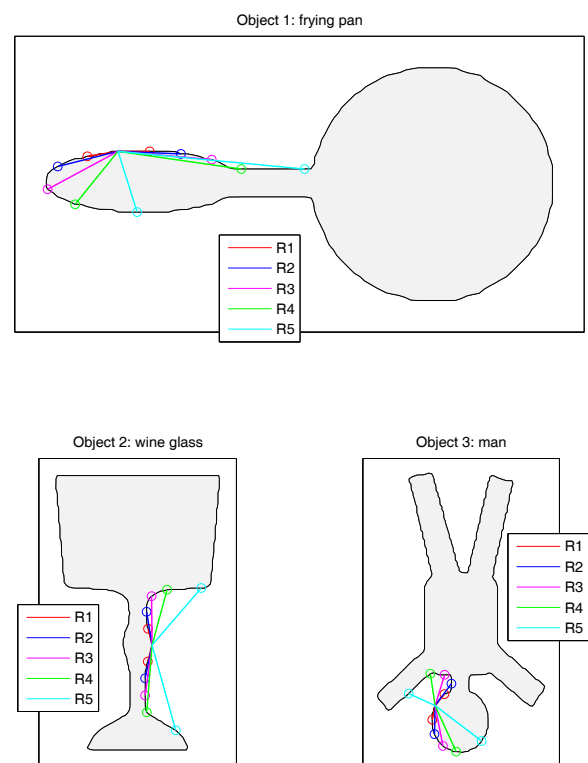 Object 1: frying pan
R1
R2
R3
R4
R5
Object 2: wine glass
Object 3: man
R1
R2
R3
R4
R5
R1
R2
R3
R4
R5